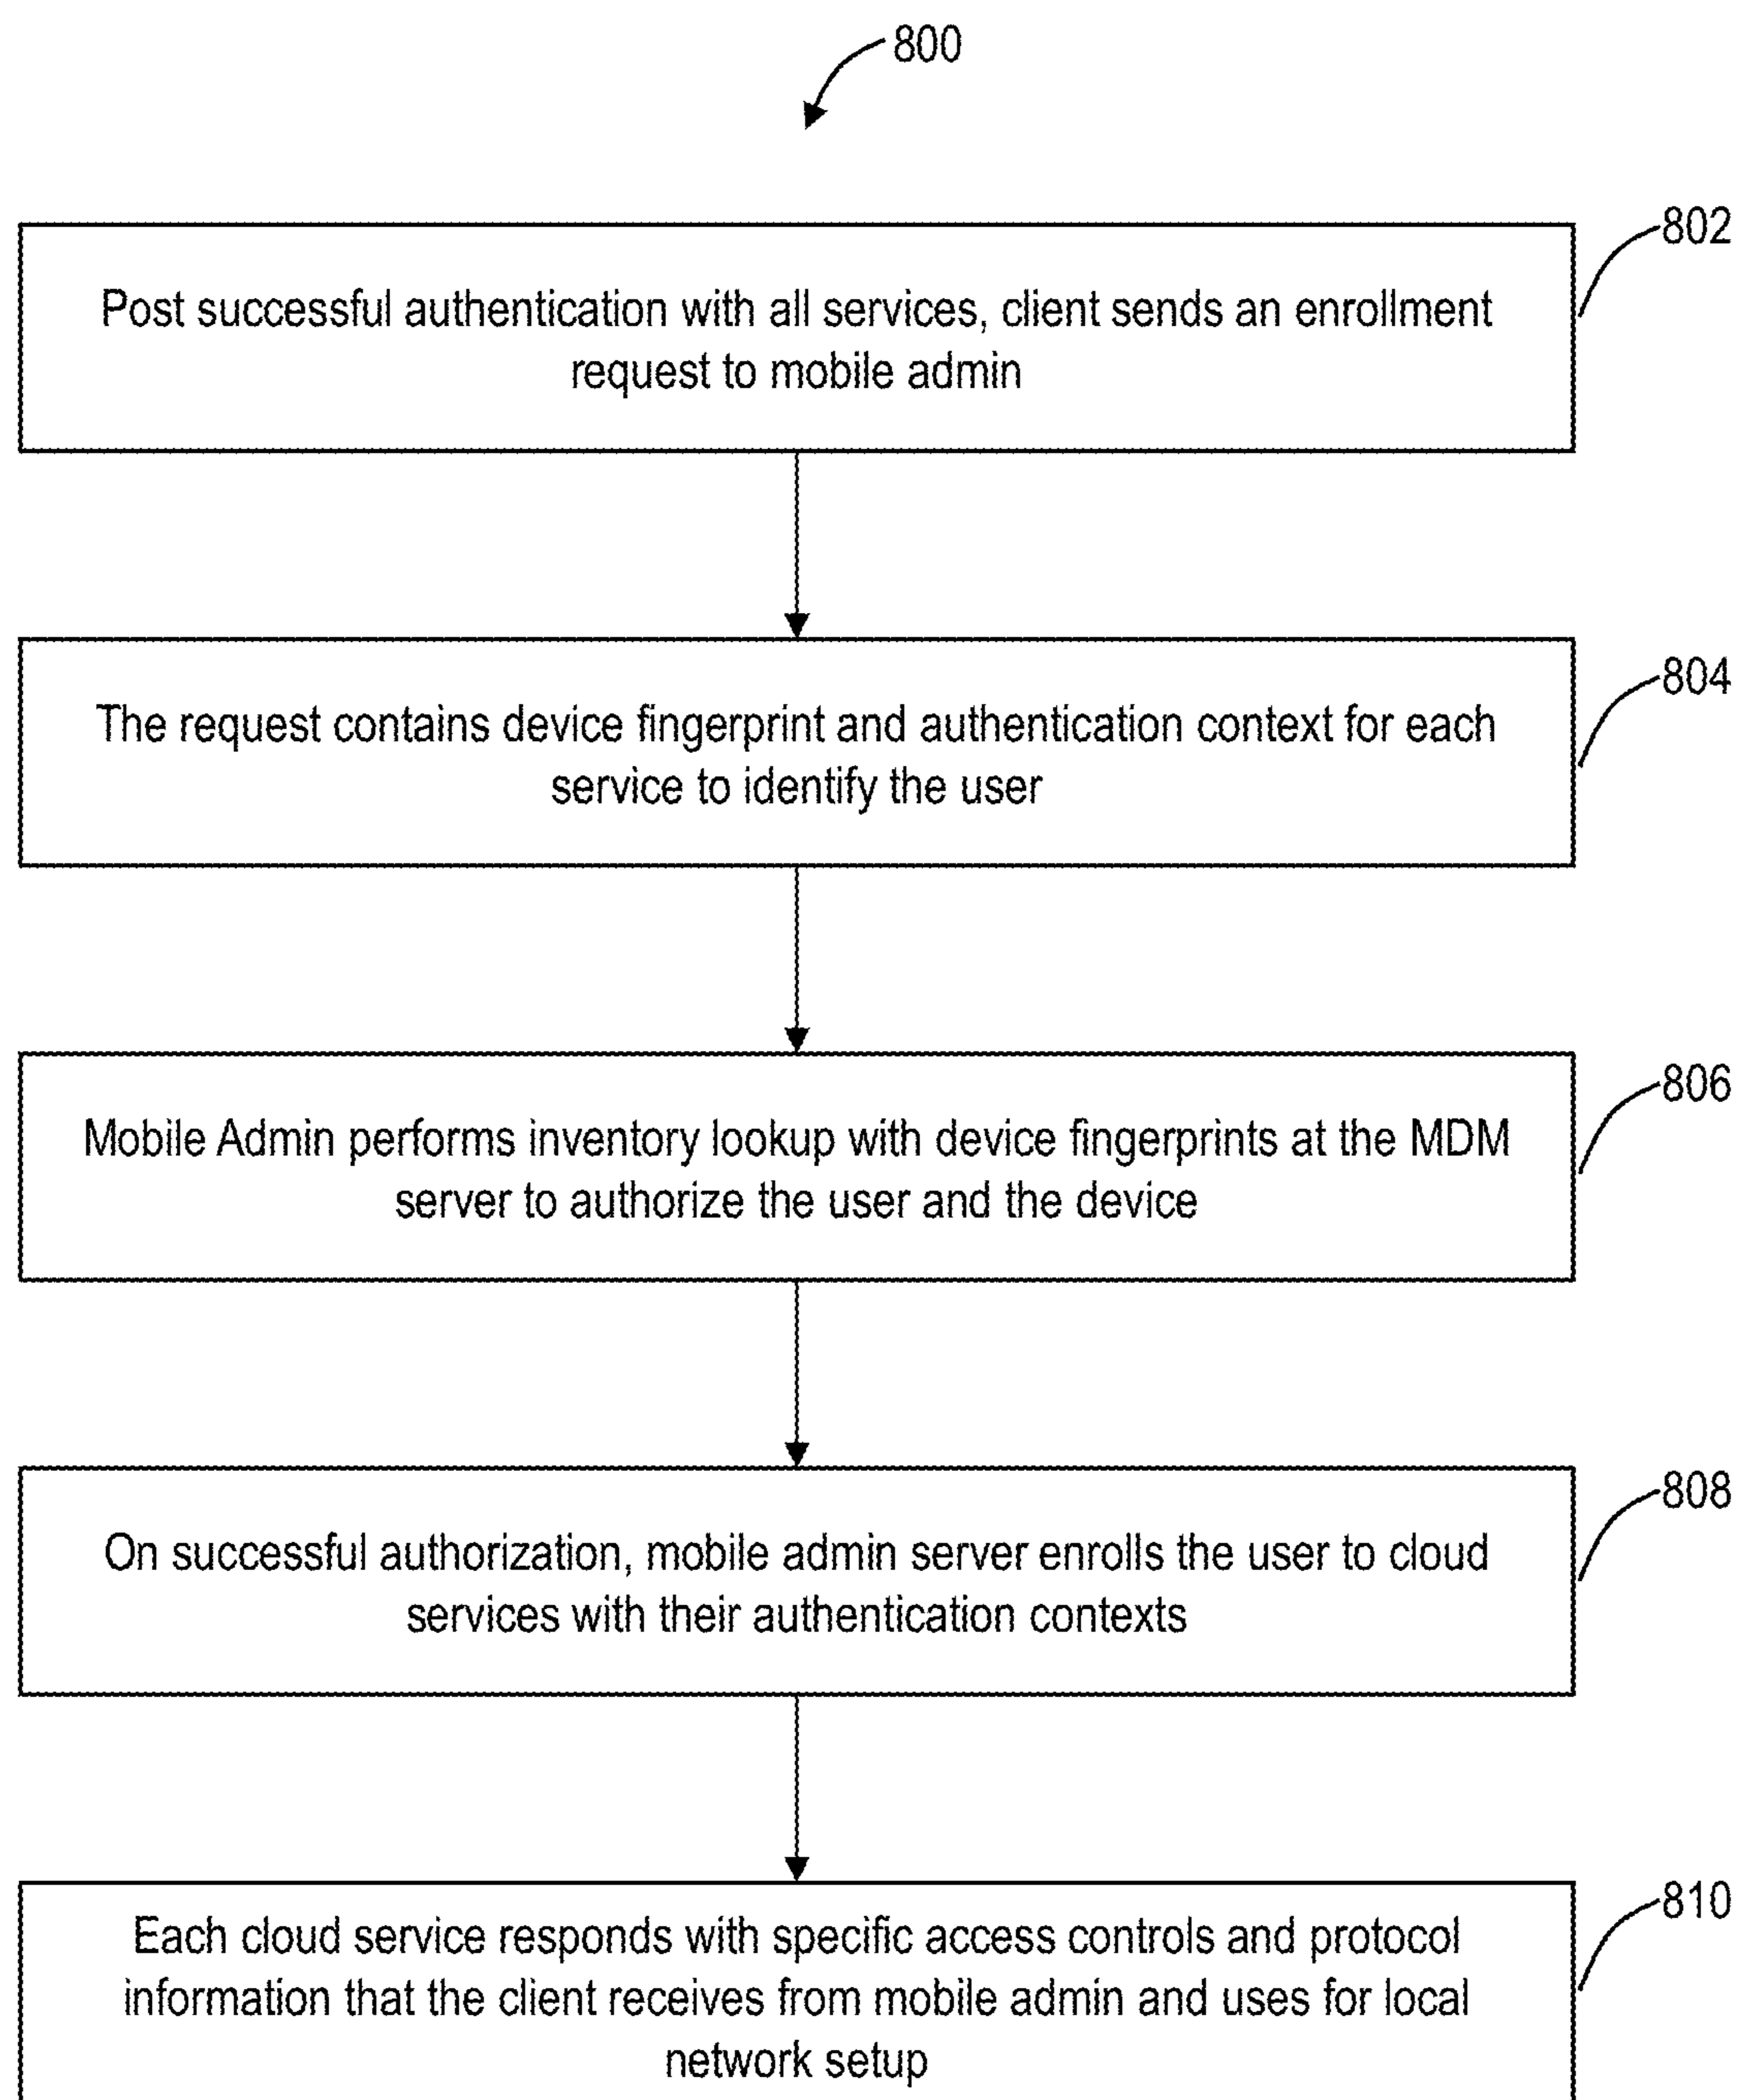 800
802
Post successful authentication with all services, client sends an enrollment
request to mobile admin
804
The request contains device fingerprint and authentication context for each
service to identify the user
806
Mobile Admin performs inventory lookup with device fingerprints at the MDM
server to authorize the user and the device
808
On successful authorization, mobile admin server enrolls the user to cloud
services with their authentication contexts
810
Each cloud service responds with specific access controls and protocol
information that the client receives from mobile admin and uses for local
network setup